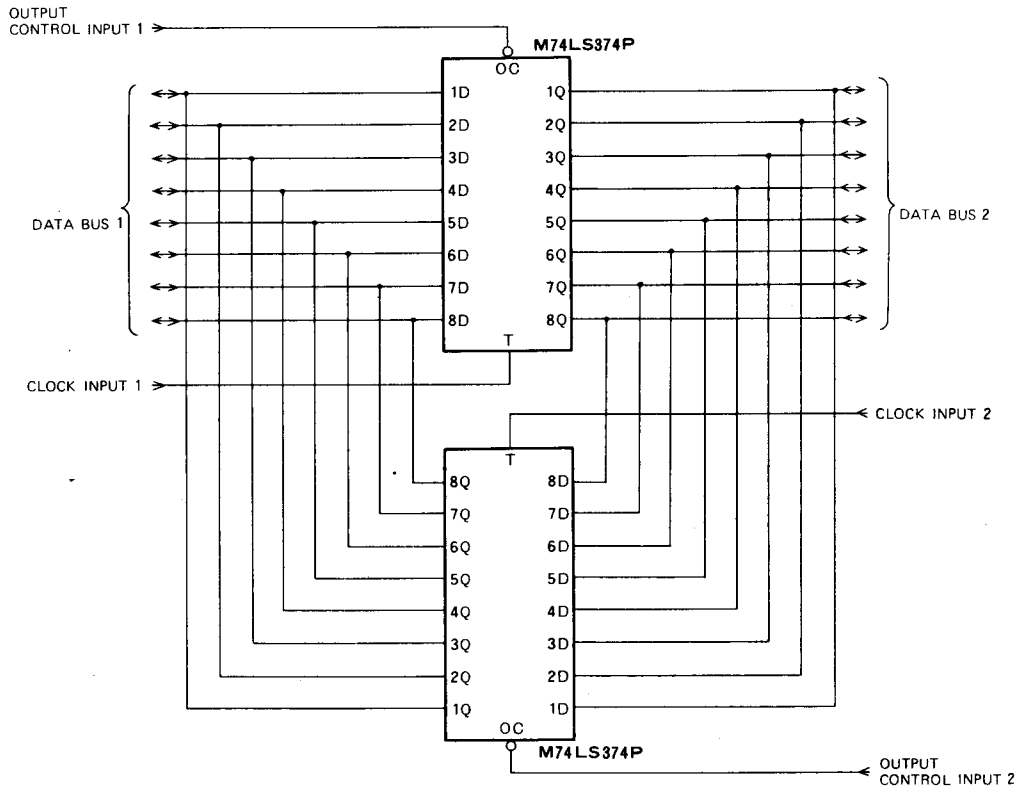 OUTPUT
CONTROL INPUT 1
M74LS374P
OC
1D 1Q
2D 2Q
3D 3Q
4D 4Q
5D 5Q
6D 6Q
7D 7Q
8D 8Q
T
DATA BUS 1
DATA BUS 2
CLOCK INPUT 1
CLOCK INPUT 2
T
8Q 8D
7Q 7D
6Q 6D
5Q 5D
4Q 4D
3Q 3D
2Q 2D
1Q 1D
OC
M74LS374P
OUTPUT
CONTROL INPUT 2